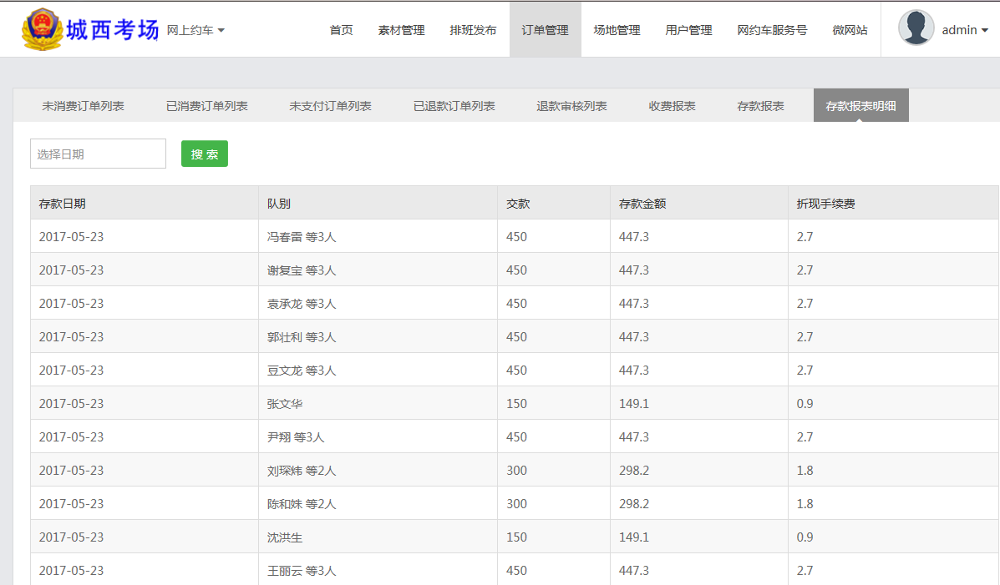 城西考场 网上约车 首页 素材管理 排班发布 订单管理 场地管理 用户管理 网约车服务号 微网站 admin
未消费订单列表 已消费订单列表 未支付订单列表 已退款订单列表 退款审核列表 收费报表 存款报表 存款报表明细
选择日期 搜 索
存款日期 队别 交款 存款金额 折现手续费
2017-05-23 冯春雷 等3人 450 447.3 2.7
2017-05-23 谢复宝 等3人 450 447.3 2.7
2017-05-23 袁承龙 等3人 450 447.3 2.7
2017-05-23 郭壮利 等3人 450 447.3 2.7
2017-05-23 豆文龙 等3人 450 447.3 2.7
2017-05-23 张文华 150 149.1 0.9
2017-05-23 尹翔 等3人 450 447.3 2.7
2017-05-23 刘琛炜 等2人 300 298.2 1.8
2017-05-23 陈和姝 等2人 300 298.2 1.8
2017-05-23 沈洪生 150 149.1 0.9
2017-05-23 王丽云 等3人 450 447.3 2.7